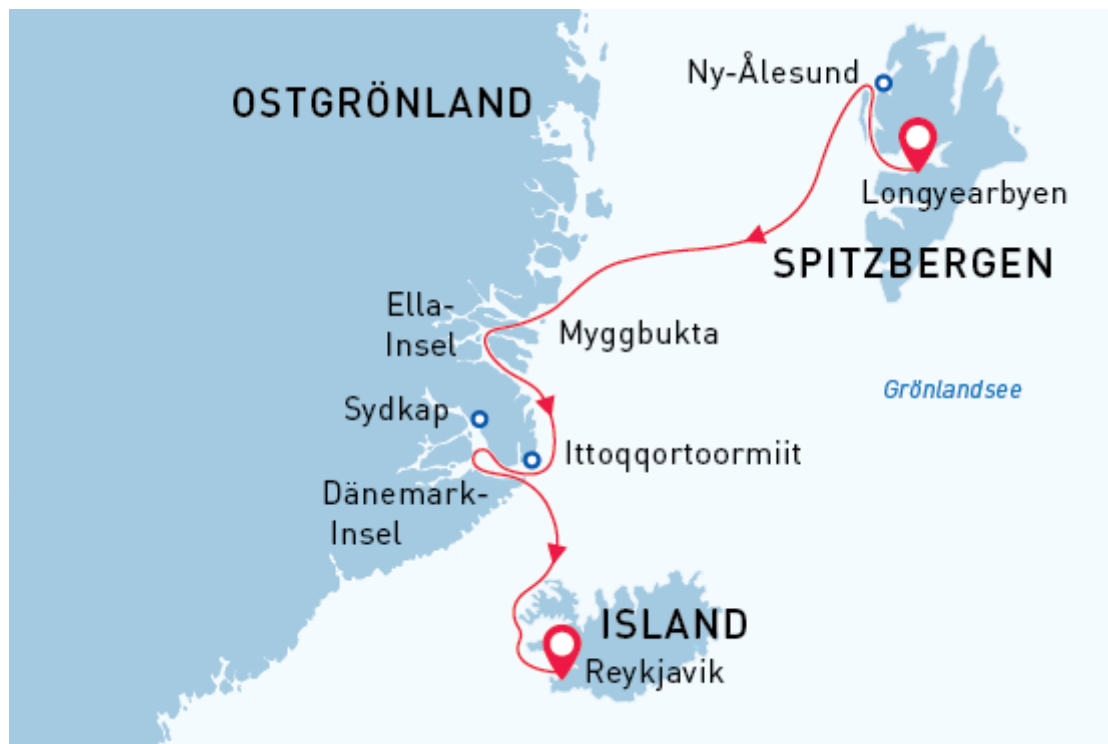 Ny-Ålesund
OSTGRÖNLAND
Longyearbyen
SPITZBERGEN
Ella-
Insel
Myggbukta
Grönlandsee
Sydkap
Ittoqqortoormiit
Dänemark-
Insel
ISLAND
Reykjavik